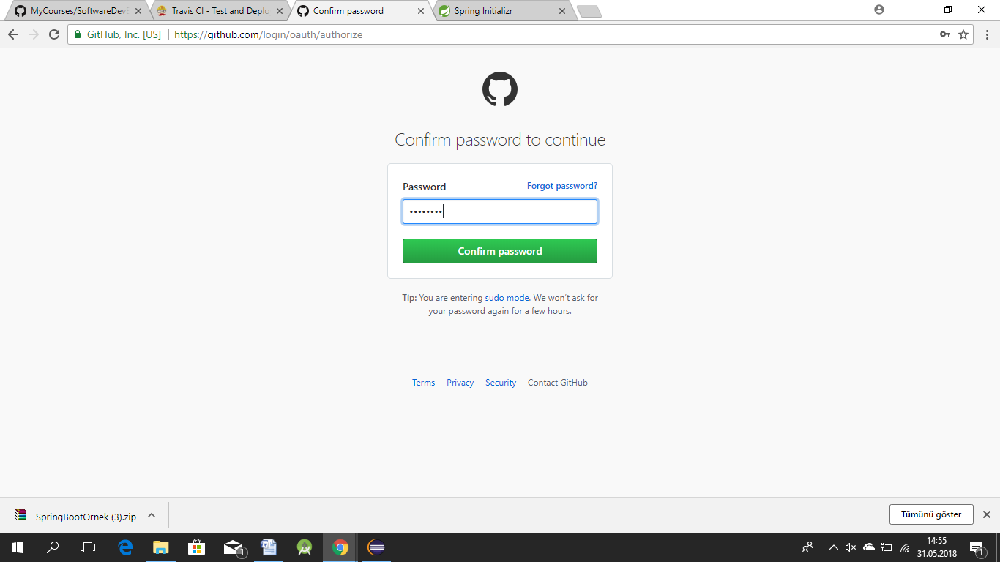 MyCourses/SoftwareDevE
Travis CI - Test and Deplo
Confirm password
Spring Initializr
GitHub, Inc. [US]
https://github.com/login/oauth/authorize
Confirm password to continue
Password
Forgot password?
••••••••
Confirm password
Tip: You are entering sudo mode. We won't ask for
your password again for a few hours.
Terms
Privacy
Security
Contact GitHub
SpringBootOrnek (3).zip
Tümünü göster
1
14:55
31.05.2018
1